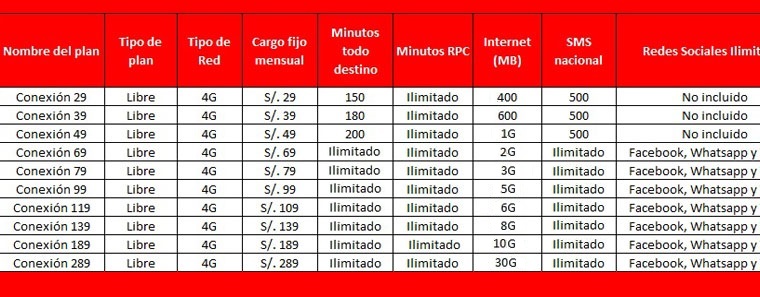 Nombre del plan Tipo de plan Tipo de Red Cargo fijo mensual Minutos todo destino Minutos RPC Internet (MB) SMS nacional Redes Sociales
Conexión 29 Libre 4G S/. 29 150 Ilimitado 400 500 No incluido
Conexión 39 Libre 4G S/. 39 180 Ilimitado 600 500 No incluido
Conexión 49 Libre 4G S/. 49 200 Ilimitado 1G 500 No incluido
Conexión 69 Libre 4G S/. 69 Ilimitado Ilimitado 2G Ilimitado Facebook, Whatsapp y
Conexión 79 Libre 4G S/. 79 Ilimitado Ilimitado 3G Ilimitado Facebook, Whatsapp y
Conexión 99 Libre 4G S/. 99 Ilimitado Ilimitado 5G Ilimitado Facebook, Whatsapp y
Conexión 119 Libre 4G S/. 109 Ilimitado Ilimitado 6G Ilimitado Facebook, Whatsapp y
Conexión 139 Libre 4G S/. 139 Ilimitado Ilimitado 8G Ilimitado Facebook, Whatsapp y
Conexión 189 Libre 4G S/. 189 Ilimitado Ilimitado 10G Ilimitado Facebook, Whatsapp y
Conexión 289 Libre 4G S/. 289 Ilimitado Ilimitado 30G Ilimitado Facebook, Whatsapp y